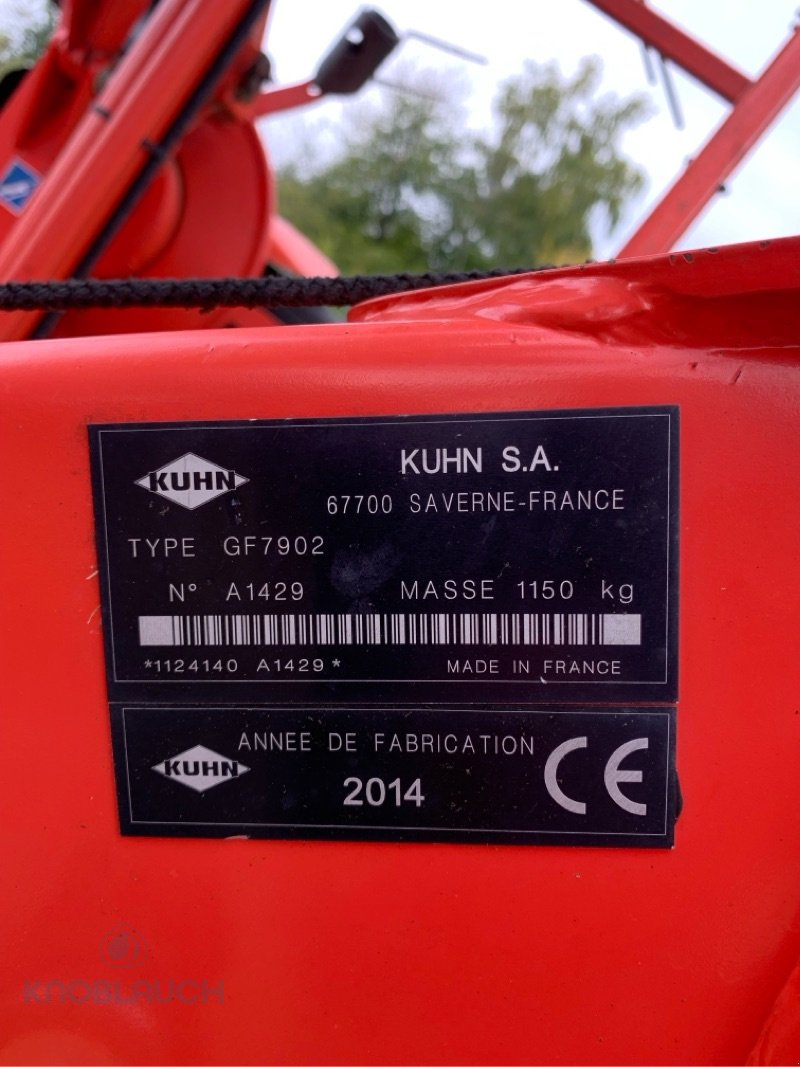 KUHN
KUHN S.A.
67700 SAVERNE-FRANCE
TYPE GF7902
N° A1429 MASSE 1150 kg
*1124140 A1429* MADE IN FRANCE
KUHN
ANNEE DE FABRICATION
2014
CE
KNOBLAUCH